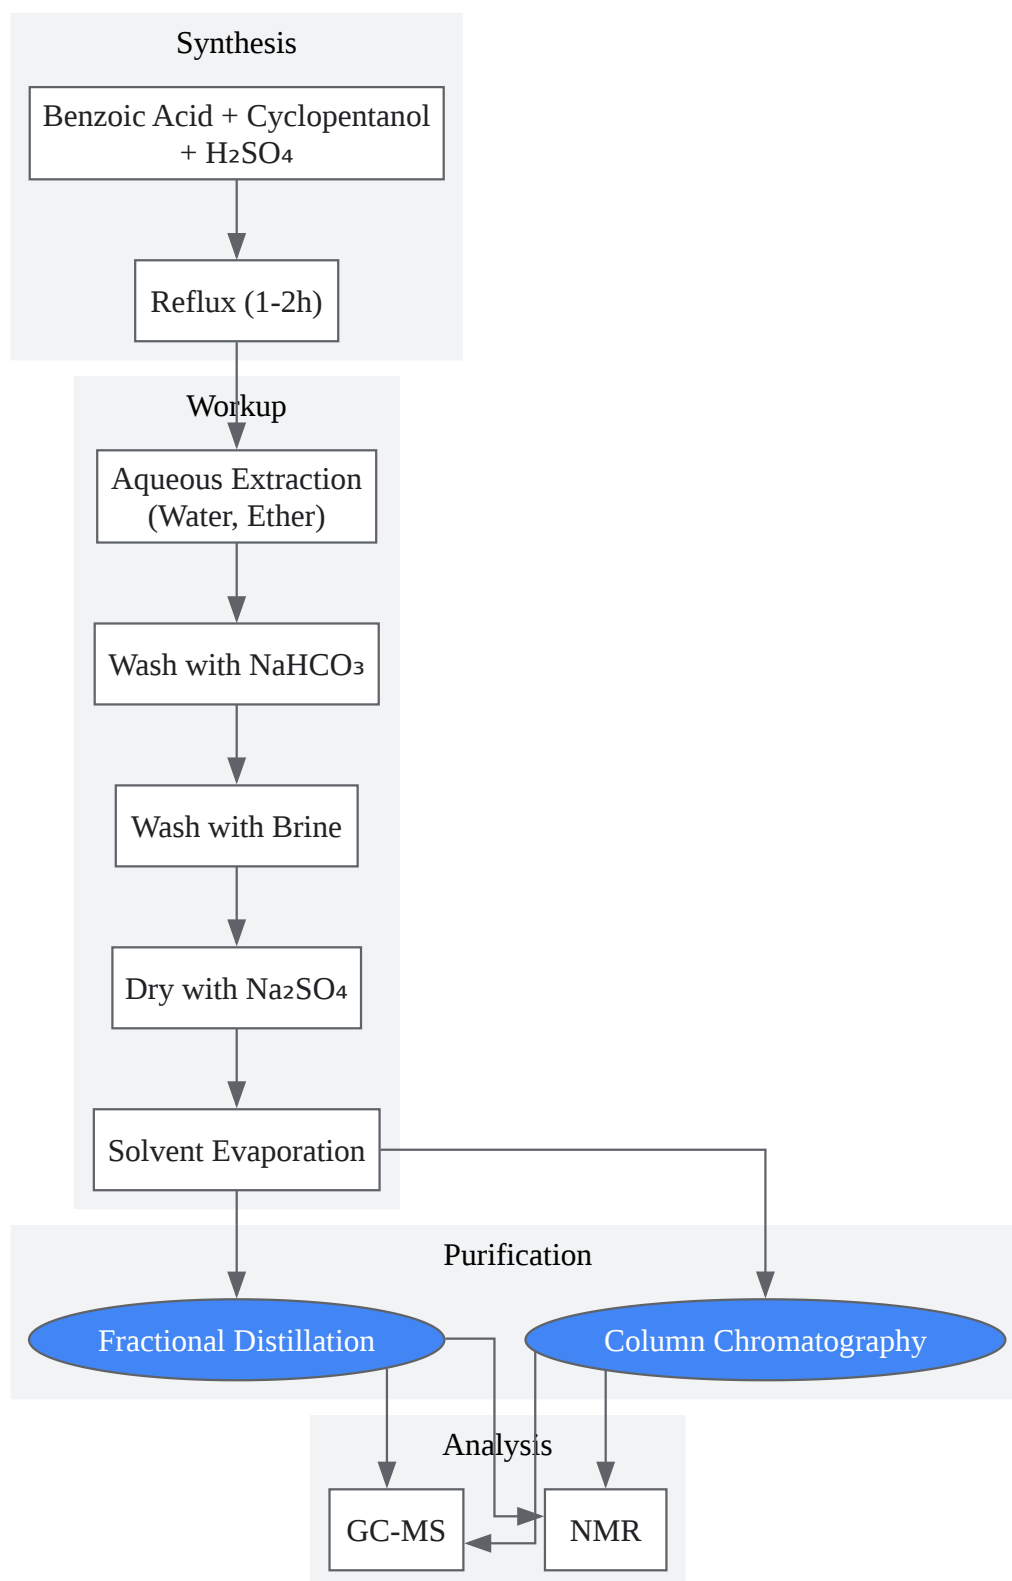 Synthesis
Benzoic Acid + Cyclopentanol
+ H₂SO₄
Reflux (1-2h)
Workup
Aqueous Extraction
(Water, Ether)
Wash with NaHCO₃
Wash with Brine
Dry with Na₂SO₄
Solvent Evaporation
Purification
Fractional Distillation
Column Chromatography
Analysis
GC-MS
NMR